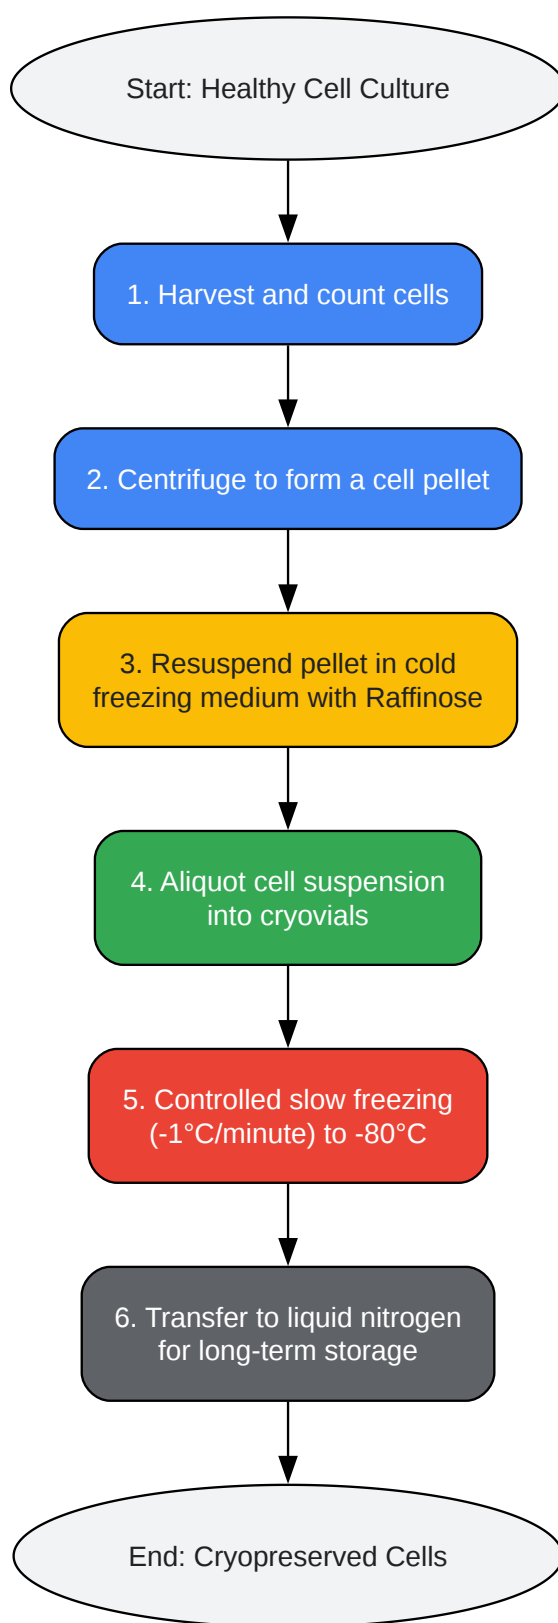 Start: Healthy Cell Culture
1. Harvest and count cells
2. Centrifuge to form a cell pellet
3. Resuspend pellet in cold
freezing medium with Raffinose
4. Aliquot cell suspension
into cryovials
5. Controlled slow freezing
(-1°C/minute) to -80°C
6. Transfer to liquid nitrogen
for long-term storage
End: Cryopreserved Cells